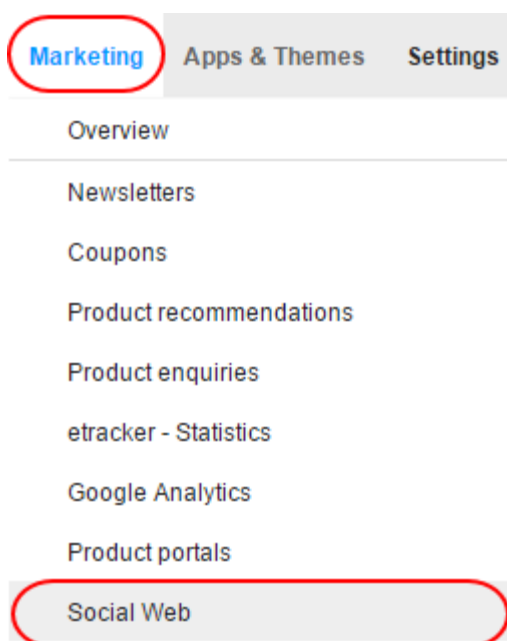 Marketing Apps & Themes Settings
Overview
Newsletters
Coupons
Product recommendations
Product enquiries
etracker - Statistics
Google Analytics
Product portals
Social Web